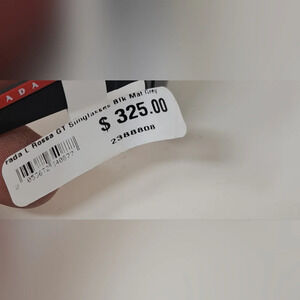 ADA
rada L Rossa GT Sunglasses Blk Mat Grey
$ 325.00
2388808